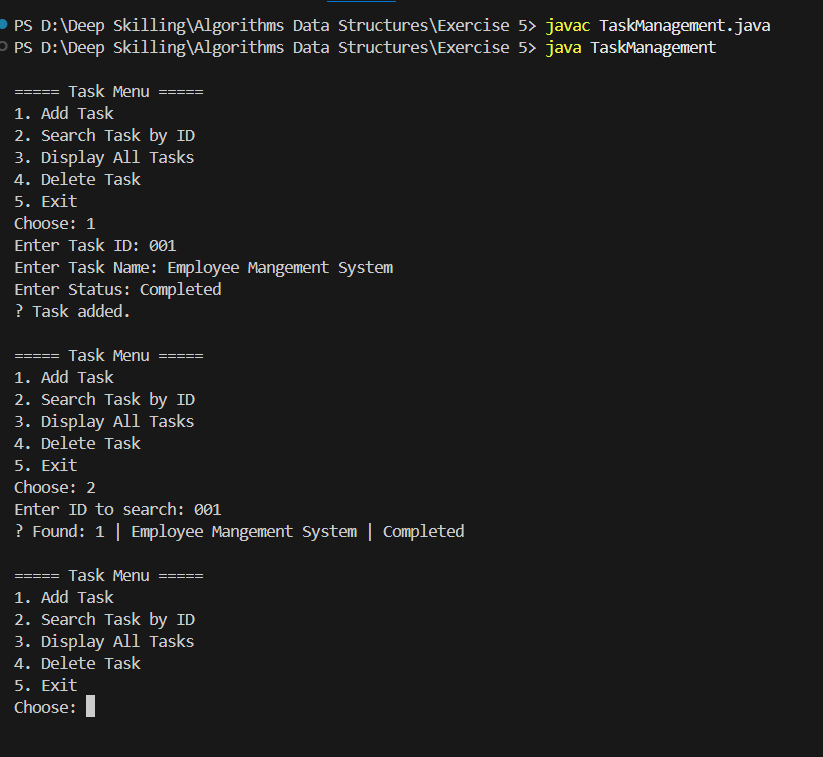 PS D:\Deep Skilling\Algorithms Data Structures\Exercise 5> javac TaskManagement.java
PS D:\Deep Skilling\Algorithms Data Structures\Exercise 5> java TaskManagement
===== Task Menu =====
1. Add Task
2. Search Task by ID
3. Display All Tasks
4. Delete Task
5. Exit
Choose: 1
Enter Task ID: 001
Enter Task Name: Employee Mangement System
Enter Status: Completed
? Task added.
===== Task Menu =====
1. Add Task
2. Search Task by ID
3. Display All Tasks
4. Delete Task
5. Exit
Choose: 2
Enter ID to search: 001
? Found: 1 | Employee Mangement System | Completed
===== Task Menu =====
1. Add Task
2. Search Task by ID
3. Display All Tasks
4. Delete Task
5. Exit
Choose: